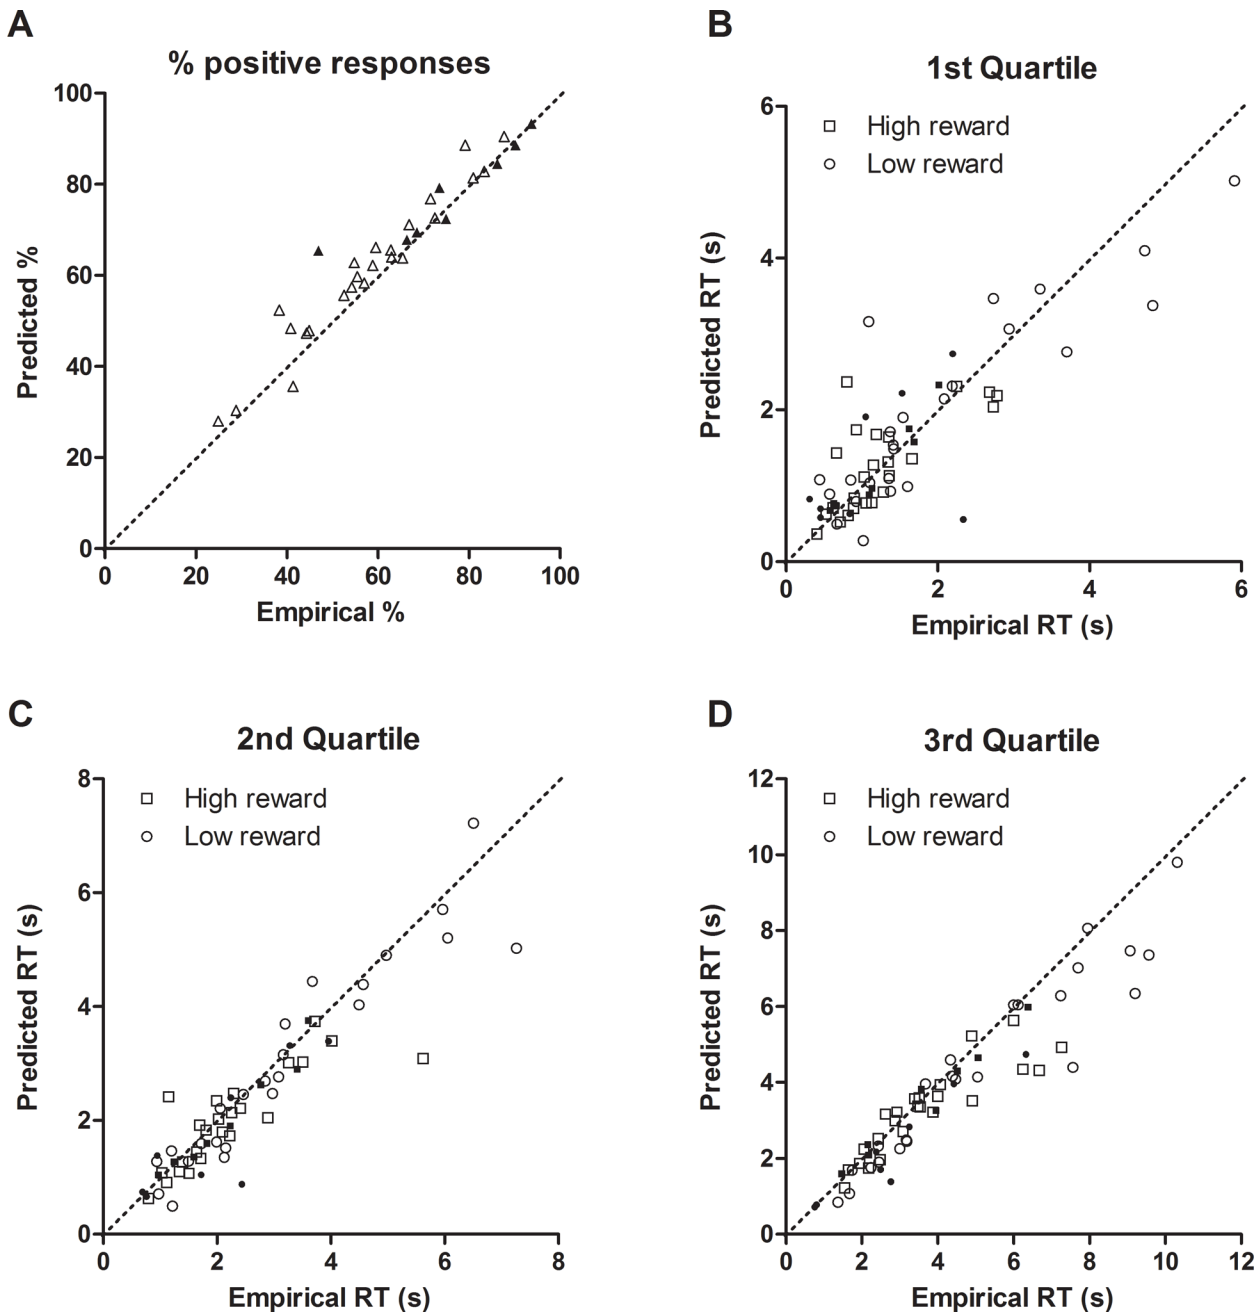 A
% positive responses
100
80
60
40
20
0
Predicted %
0 20 40 60 80 100
Empirical %
B
1st Quartile
High reward
Low reward
6
4
2
0
Predicted RT (s)
0 2 4 6
Empirical RT (s)
C
2nd Quartile
High reward
Low reward
8
6
4
2
0
Predicted RT (s)
0 2 4 6 8
Empirical RT (s)
D
3rd Quartile
High reward
Low reward
12
10
8
6
4
2
0
Predicted RT (s)
0 2 4 6 8 10 12
Empirical RT (s)